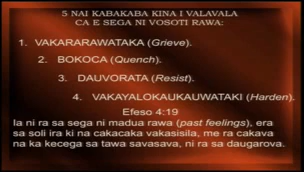 5 NAI KABAKABA KINA I VALAVALA
CA E SEGA NI VOSOTI RAWA:
1. VAKARARAWATAKA (Grieve).
2. BOKOCA (Quench).
3. DAUVORATA (Resist).
4. VAKAYALOKAUKAUWATAKI (Harden).
Efeso 4:19
Ia ni ra sa sega ni madua rawa (past feelings), era
sa soli ira ki na cakacaka vakasisila, me ra cakava
na ka kecega sa tawa savasava, ni ra sa daugarova.